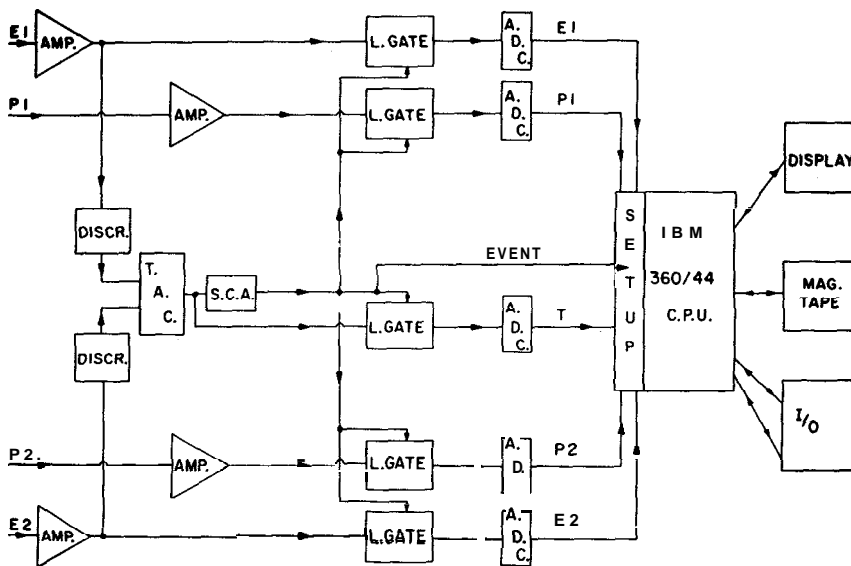 E1
AMP.
L. GATE
A.
D.
C.
E1
P1
AMP.
L. GATE
A.
D.
C.
P1
DISPLAY
DISCR.
T.
A.
C.
S.C.A.
EVENT
SETUP
IBM
360/44
C.P.U.
MAG.
TAPE
L.GATE
A.
D.
C.
T
DISCR.
I/O
P2.
AMP.
L.GATE
A.
D.
P2
E2
AMP.
L.GATE
A.
D.
C.
E2